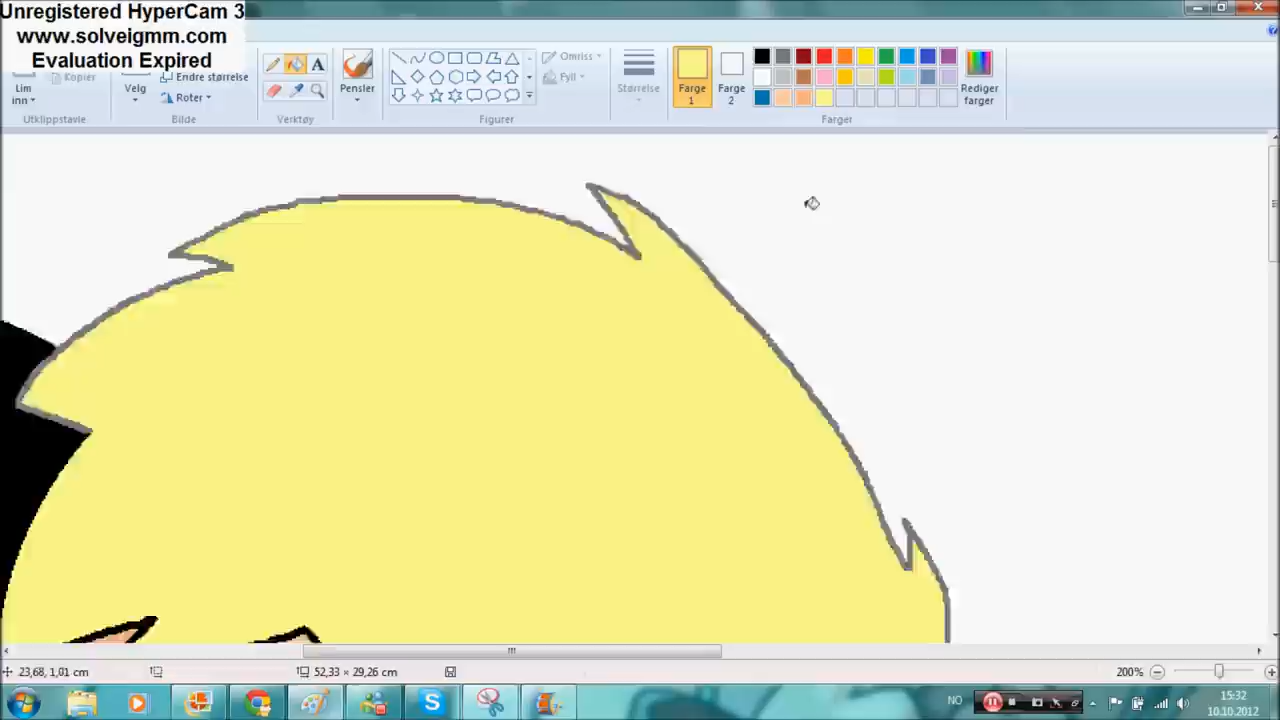 Unregistered HyperCam 3
www.solveigmm.com
Evaluation Expired
Kopier
Endre størrelse
Omriss
Lim inn
Velg
Roter
Pensler
Fyll
Størrelse
Farge 1
Farge 2
Rediger farger
Utklippstavle
Bilde
Verktøy
Figurer
Farger
23,68, 1,01 cm
52,33 × 29,26 cm
200%
NO
15:32
10.10.2012